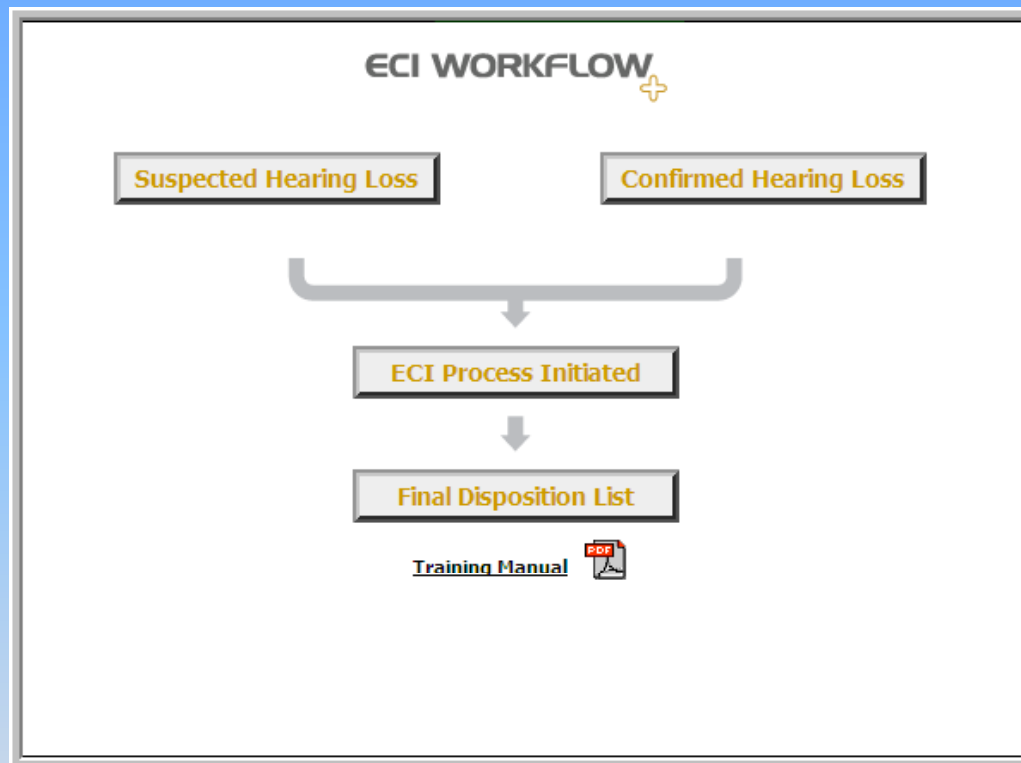 ECI WORKFLOW
Suspected Hearing Loss
Confirmed Hearing Loss
ECI Process Initiated
Final Disposition List
Training Manual
PDF